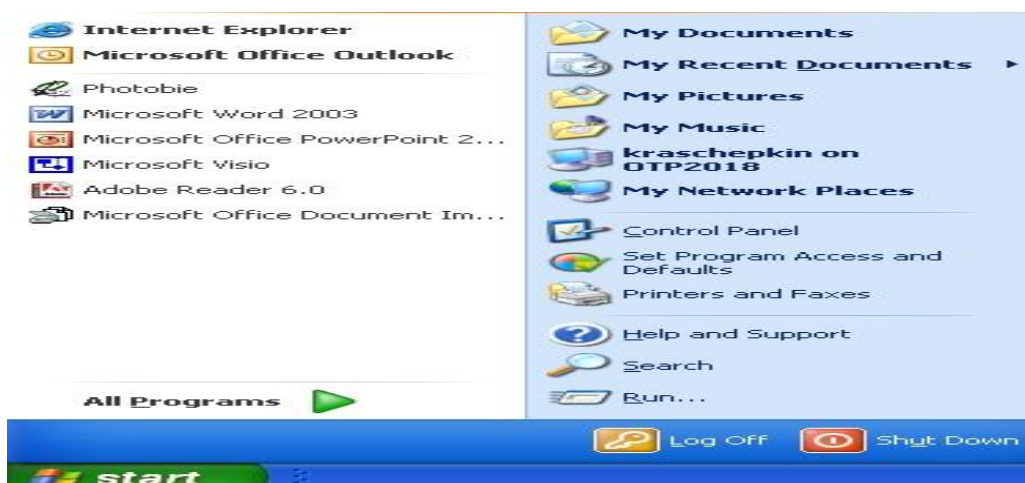 Internet Explorer
Microsoft Office Outlook
Photobie
Microsoft Word 2003
Microsoft Office PowerPoint 2...
Microsoft Visio
Adobe Reader 6.0
Microsoft Office Document Im...
All Programs
My Documents
My Recent Documents
My Pictures
My Music
kraschepkin on
OTP2018
My Network Places
Control Panel
Set Program Access and
Defaults
Printers and Faxes
Help and Support
Search
Run...
Log Off
Shut Down
start